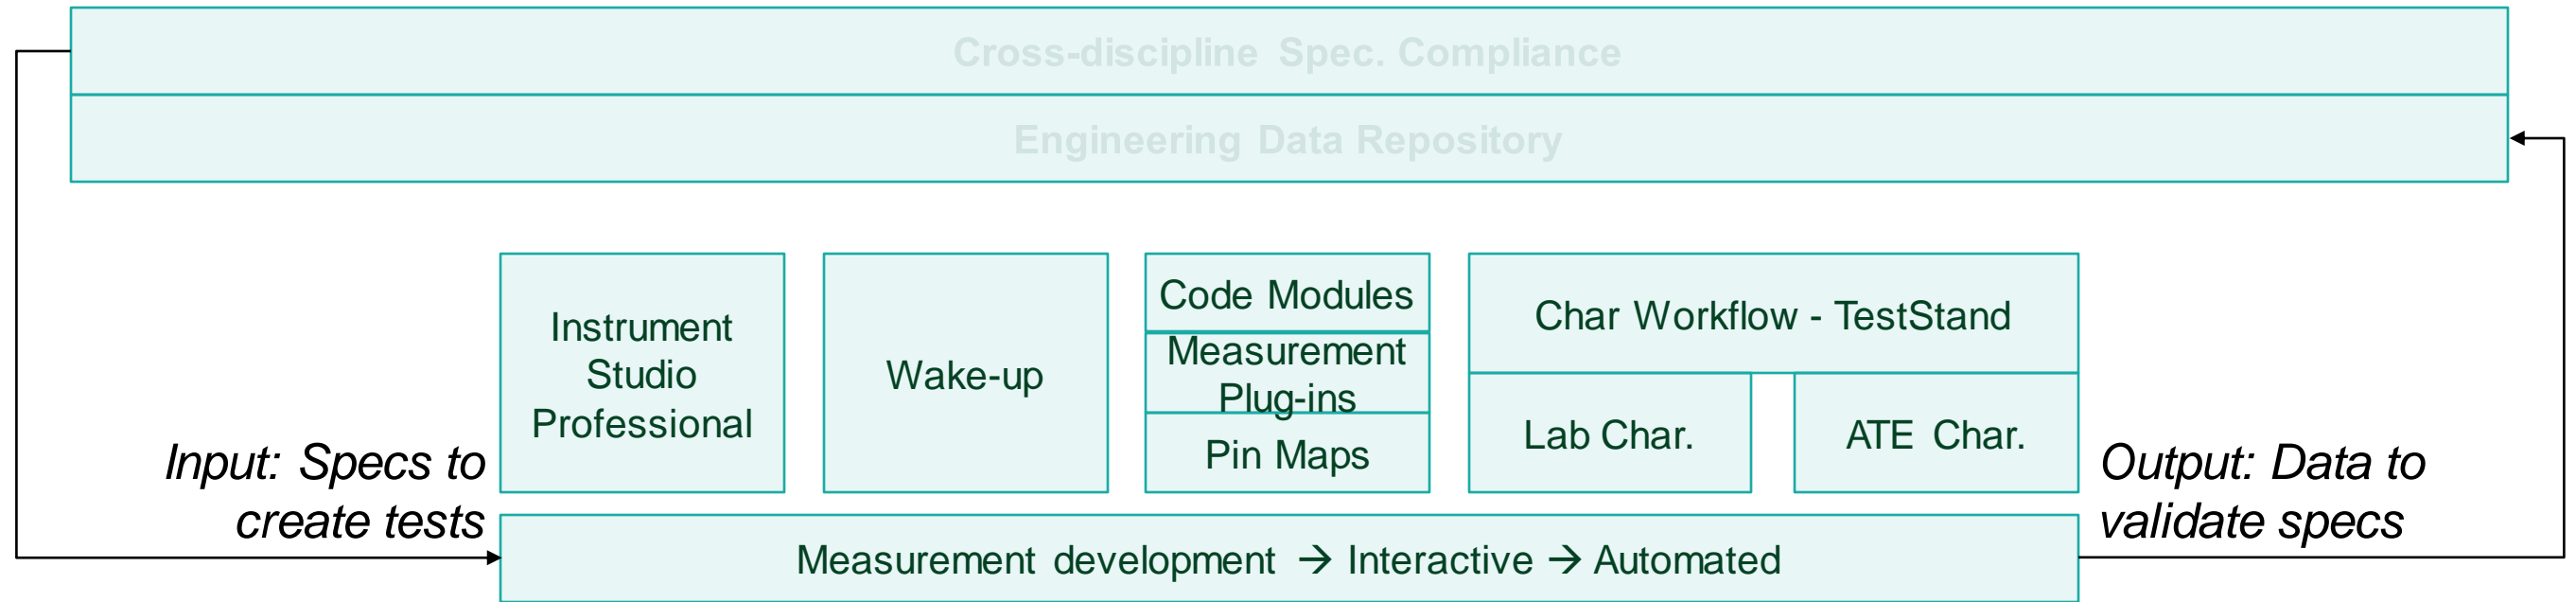 Cross-discipline Spec. Compliance
Engineering Data Repository
Instrument
Studio
Professional
Wake-up
Code Modules
Measurement
Plug-ins
Pin Maps
Char Workflow - TestStand
Lab Char.
ATE Char.
Input: Specs to
create tests
Output: Data to
validate specs
Measurement development → Interactive → Automated